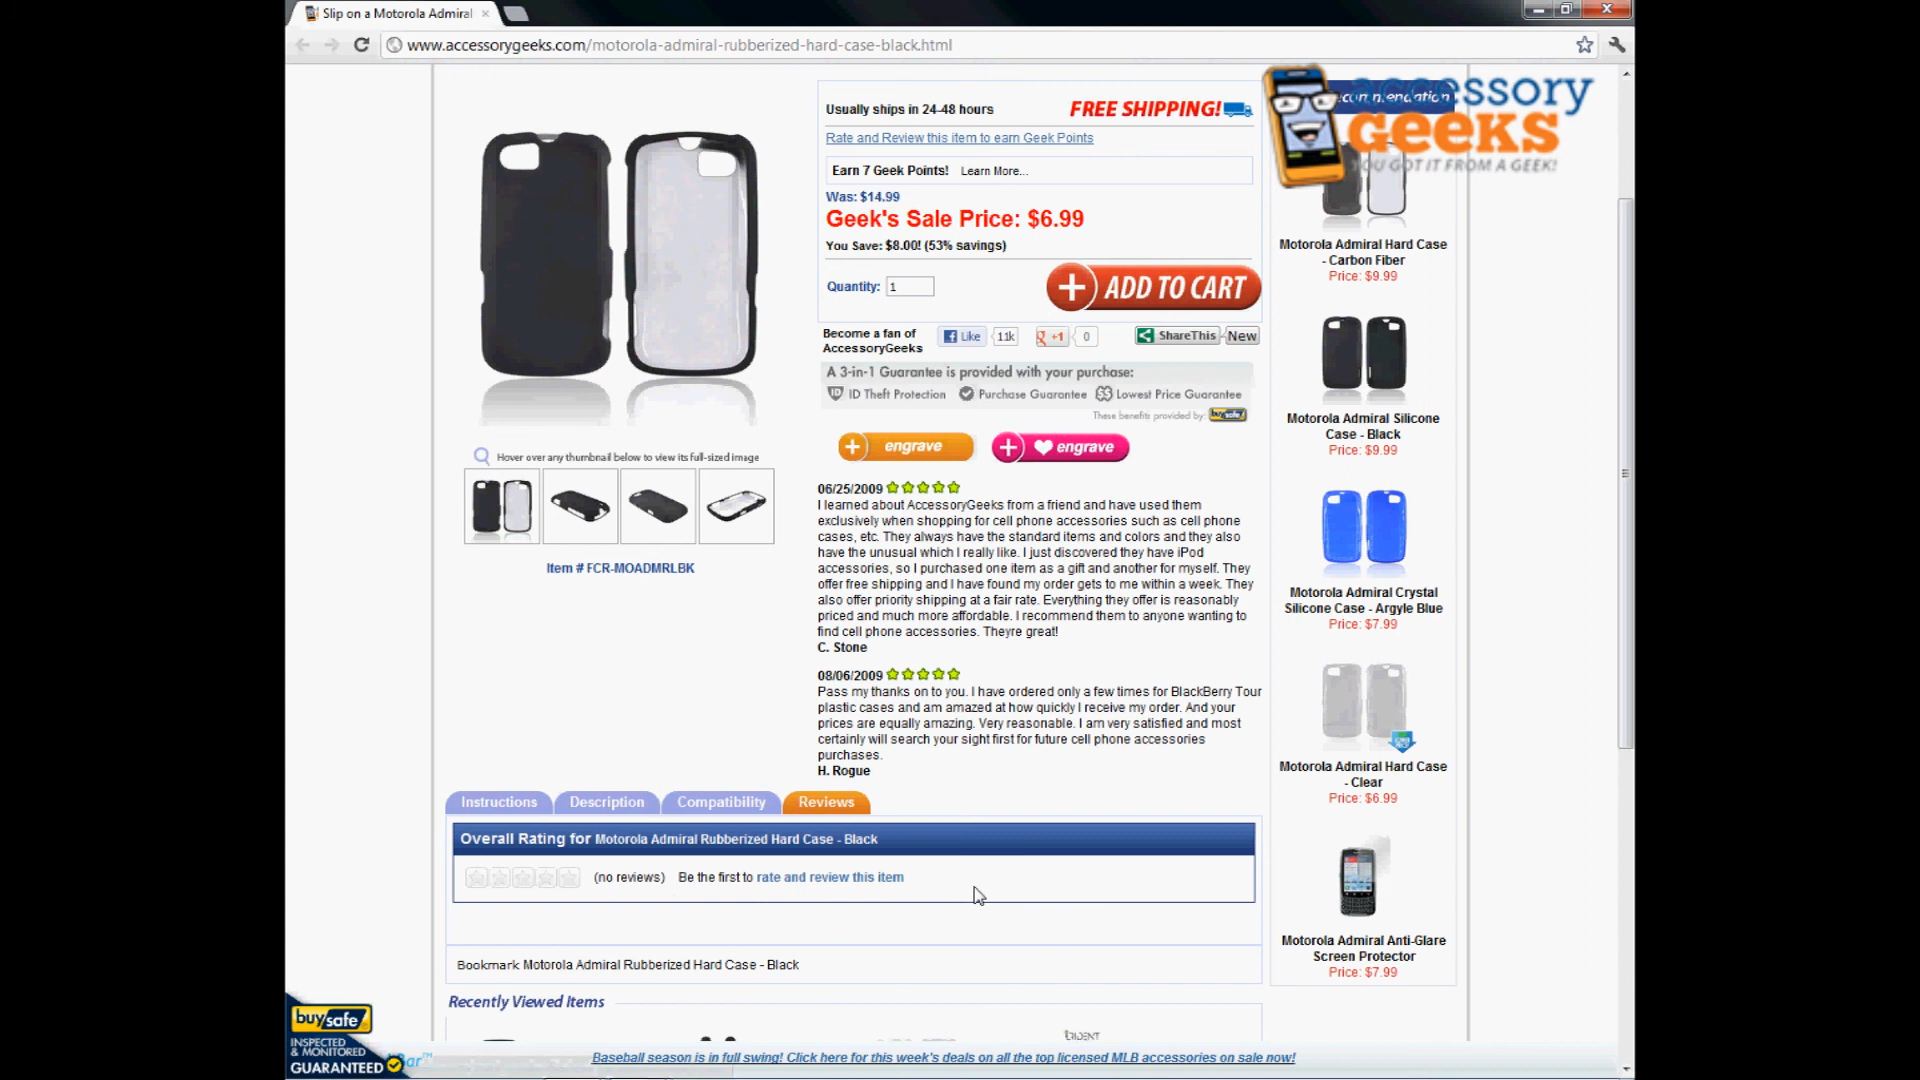 Slip on a Motorola Admiral
www.accessorygeeks.com/motorola-admiral-rubberized-hard-case-black.html
Usually ships in 24-48 hours
FREE SHIPPING!
Rate and Review this item to earn Geek Points
Earn 7 Geek Points! Learn More...
Was: $14.99
Geek's Sale Price: $6.99
You Save: $8.00! (53% savings)
Quantity: 1
ADD TO CART
Become a fan of
AccessoryGeeks
Like 11k
+1 0
ShareThis New
A 3-in-1 Guarantee is provided with your purchase:
ID Theft Protection Purchase Guarantee Lowest Price Guarantee
These benefits provided by: buySafe
engrave
engrave
06/25/2009
I learned about AccessoryGeeks from a friend and have used them
exclusively when shopping for cell phone accessories such as cell phone
cases, etc. They always have the standard items and colors and they also
have the unusual which I really like. I just discovered they have iPod
accessories, so I purchased one item as a gift and another for myself. They
offer free shipping and I have found my order gets to me within a week. They
also offer priority shipping at a fair rate. Everything they offer is reasonably
priced and much more affordable. I recommend them to anyone wanting to
find cell phone accessories. Theyre great!
C. Stone
08/06/2009
Pass my thanks on to you. I have ordered only a few times for BlackBerry Tour
plastic cases and am amazed at how quickly I receive my order. And your
prices are equally amazing. Very reasonable. I am very satisfied and most
certainly will search your sight first for future cell phone accessories
purchases.
H. Rogue
Hover over any thumbnail below to view its full-sized image
Item # FCR-MOADMRLBK
accessory
GEEKS
YOU GOT IT FROM A GEEK!
Motorola Admiral Hard Case
- Carbon Fiber
Price: $9.99
Motorola Admiral Silicone
Case - Black
Price: $9.99
Motorola Admiral Crystal
Silicone Case - Argyle Blue
Price: $7.99
Motorola Admiral Hard Case
- Clear
Price: $6.99
Motorola Admiral Anti-Glare
Screen Protector
Price: $7.99
Instructions Description Compatibility Reviews
Overall Rating for Motorola Admiral Rubberized Hard Case - Black
(no reviews) Be the first to rate and review this item
Bookmark Motorola Admiral Rubberized Hard Case - Black
Recently Viewed Items
TRIDENT
buySafe
INSPECTED
& MONITORED
GUARANTEED
Baseball season is in full swing! Click here for this week's deals on all the top licensed MLB accessories on sale now!